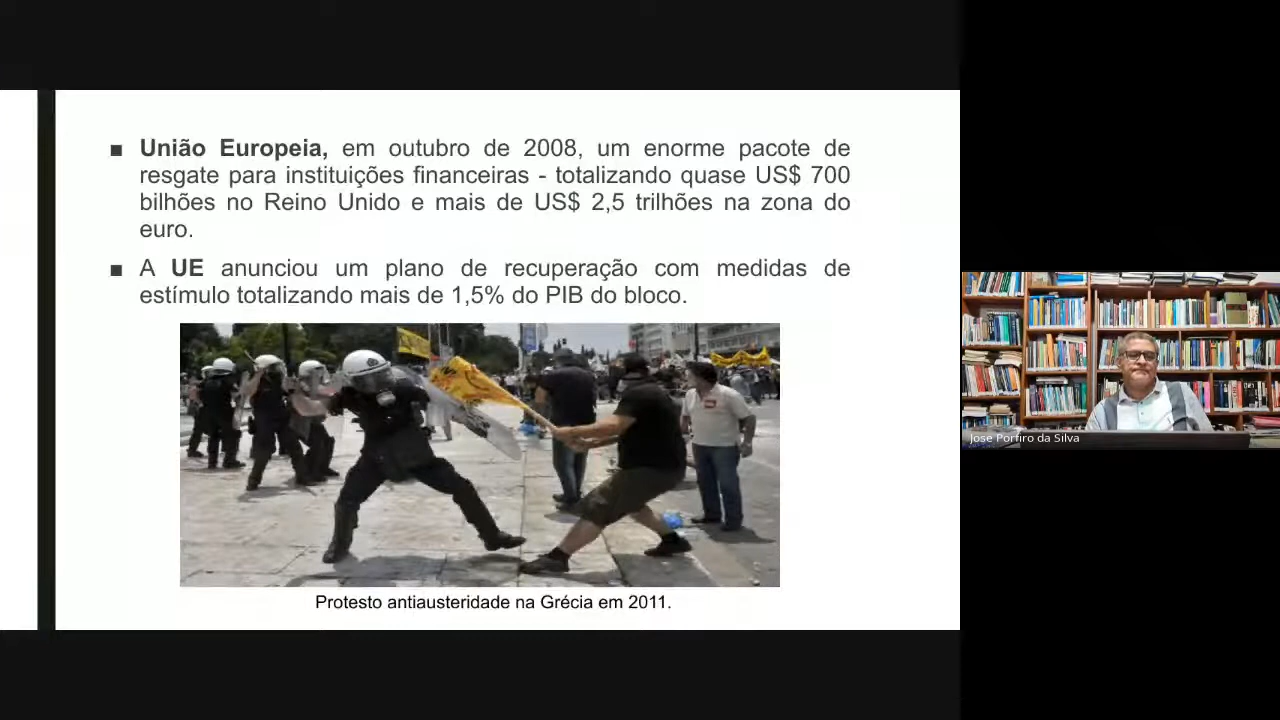 ■ União Europeia, em outubro de 2008, um enorme pacote de
resgate para instituições financeiras - totalizando quase US$ 700
bilhões no Reino Unido e mais de US$ 2,5 trilhões na zona do
euro.
■ A UE anunciou um plano de recuperação com medidas de
estímulo totalizando mais de 1,5% do PIB do bloco.
Protesto antiausteridade na Grécia em 2011.
Jose Porfiro da Silva